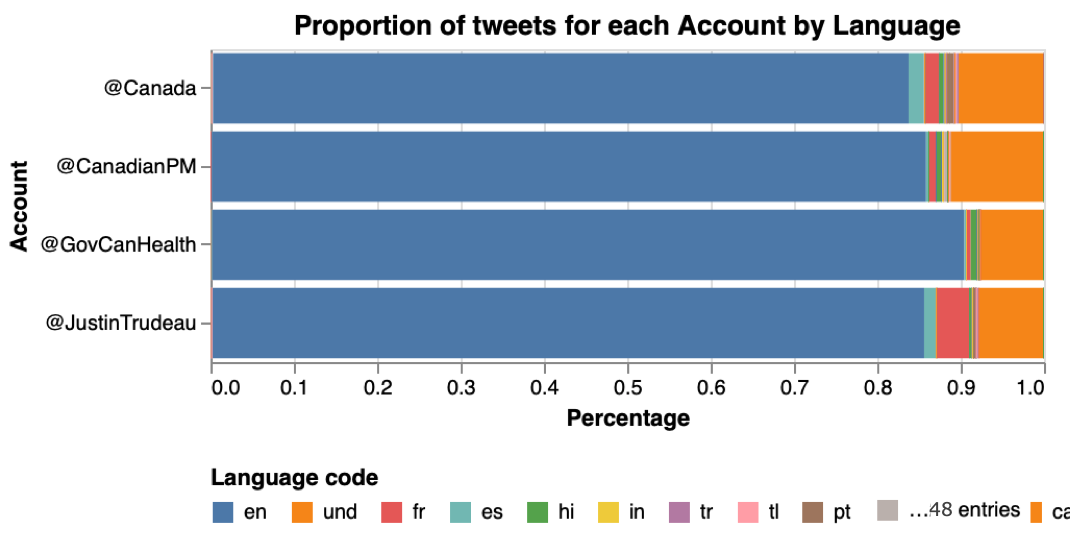 Proportion of tweets for each Account by Language
Account
@Canada
@CanadianPM
@GovCanHealth
@JustinTrudeau
0.0 0.1 0.2 0.3 0.4 0.5 0.6 0.7 0.8 0.9 1.0
Percentage
Language code
en und fr es hi in tr tl pt ...48 entries ca